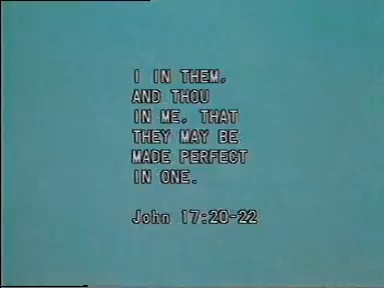 I IN THEM,
AND THOU
IN ME, THAT
THEY MAY BE
MADE PERFECT
IN ONE.
John 17:20-22